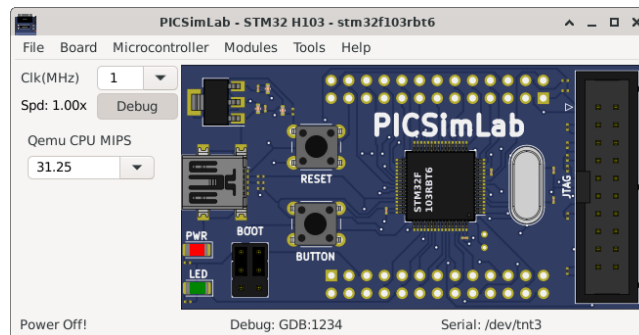 PICSimLab - STM32 H103 - stm32f103rbt6
File Board Microcontroller Modules Tools Help
Clk(MHz) 1
Spd: 1.00x Debug
Qemu CPU MIPS
31.25
PICSimLab
RESET
STM32F
103RBT6
JTAG
PWR
BOOT
BUTTON
LED
Power Off! Debug: GDB:1234 Serial: /dev/tnt3